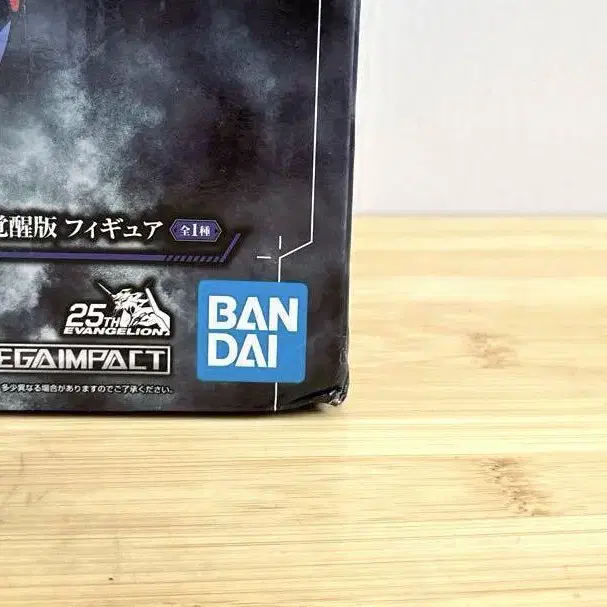 覚醒版 フィギュア 全1種
25TH
EVANGELION
EGAIMPACT
多少異なる場合がありますのでご了承ください。
BAN
DAI